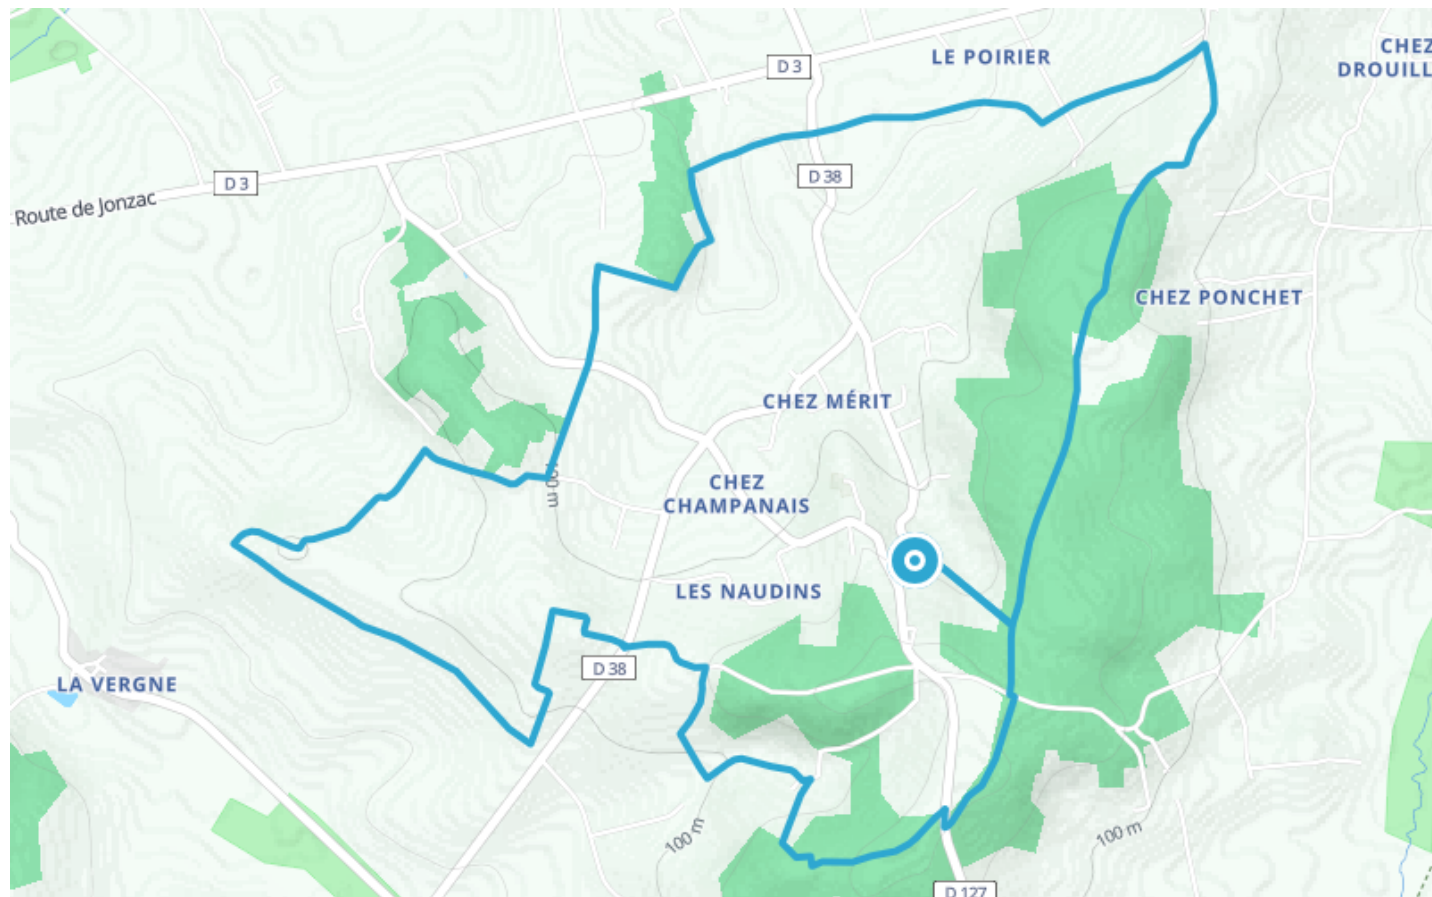 LE POIRIER
CHEZ
DROUILL
D 3
D 38
D 3
Route de Jonzac
CHEZ PONCHET
CHEZ MÉRIT
CHEZ
CHAMPANAIS
100 m
LES NAUDINS
D 38
LA VERGNE
100 m
100 m
D 127